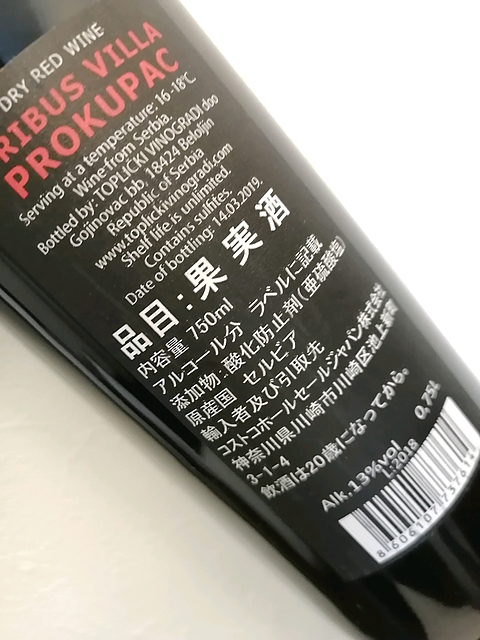 DRY RED WINE
RIBUS VILLA
PROKUPAC
Serving at a temperature: 16 -18℃
Wine from Serbia
Bottled by: TOPLIČKI VINOGRADI doo
Gojinovac bb, 18424 Beloljin
Republic of Serbia
www.toplickivinogradi.com
Shelf life is unlimited.
Contains sulfites.
Date of bottling: 14.03.2019.
品目:果実酒
内容量 750ml
アルコール分 ラベルに記載
添加物:酸化防止剤(亜硫酸塩)
原産国 セルビア
輸入者及び引取先
コストコホールセールジャパン株式会社
神奈川県川崎市川崎区池上新町
3-1-4
飲酒は20歳になってから。
Alk.13%vol 0,75L
L:2018